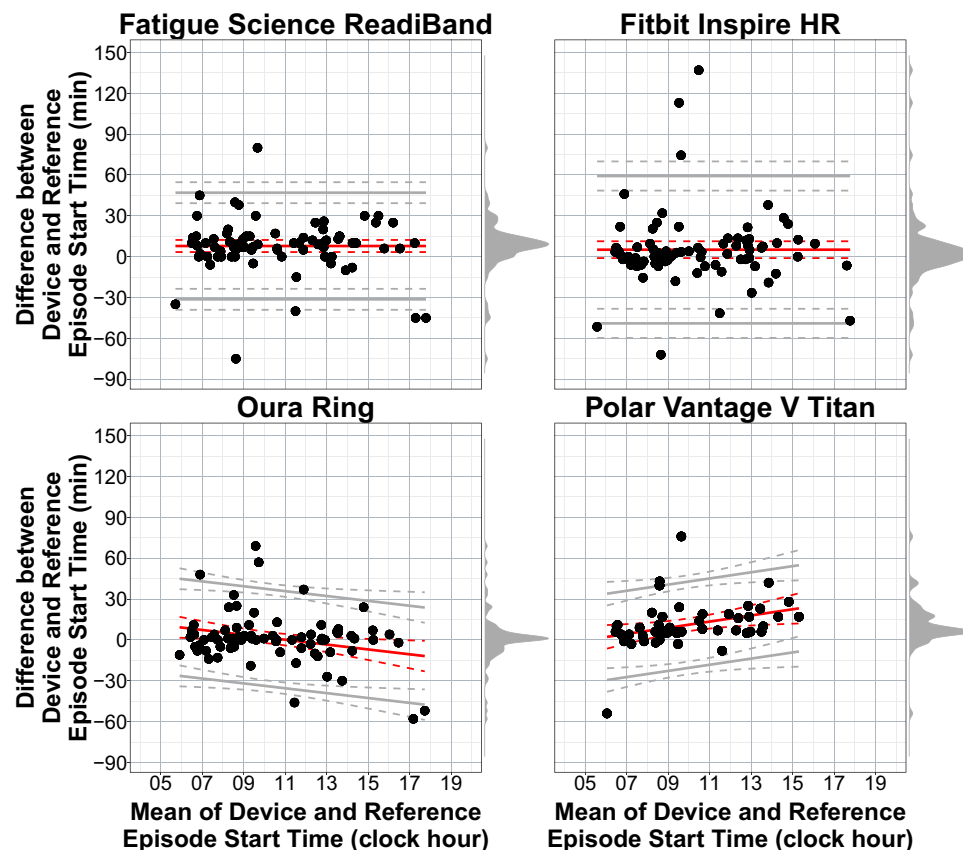 Fatigue Science ReadiBand
Fitbit Inspire HR
Difference between
Device and Reference
Episode Start Time (min)
150
120
90
60
30
0
−30
−60
−90
Oura Ring
Polar Vantage V Titan
Difference between
Device and Reference
Episode Start Time (min)
150
120
90
60
30
0
−30
−60
−90
05 07 09 11 13 15 17 19
05 07 09 11 13 15 17 19
Mean of Device and Reference
Episode Start Time (clock hour)
Mean of Device and Reference
Episode Start Time (clock hour)